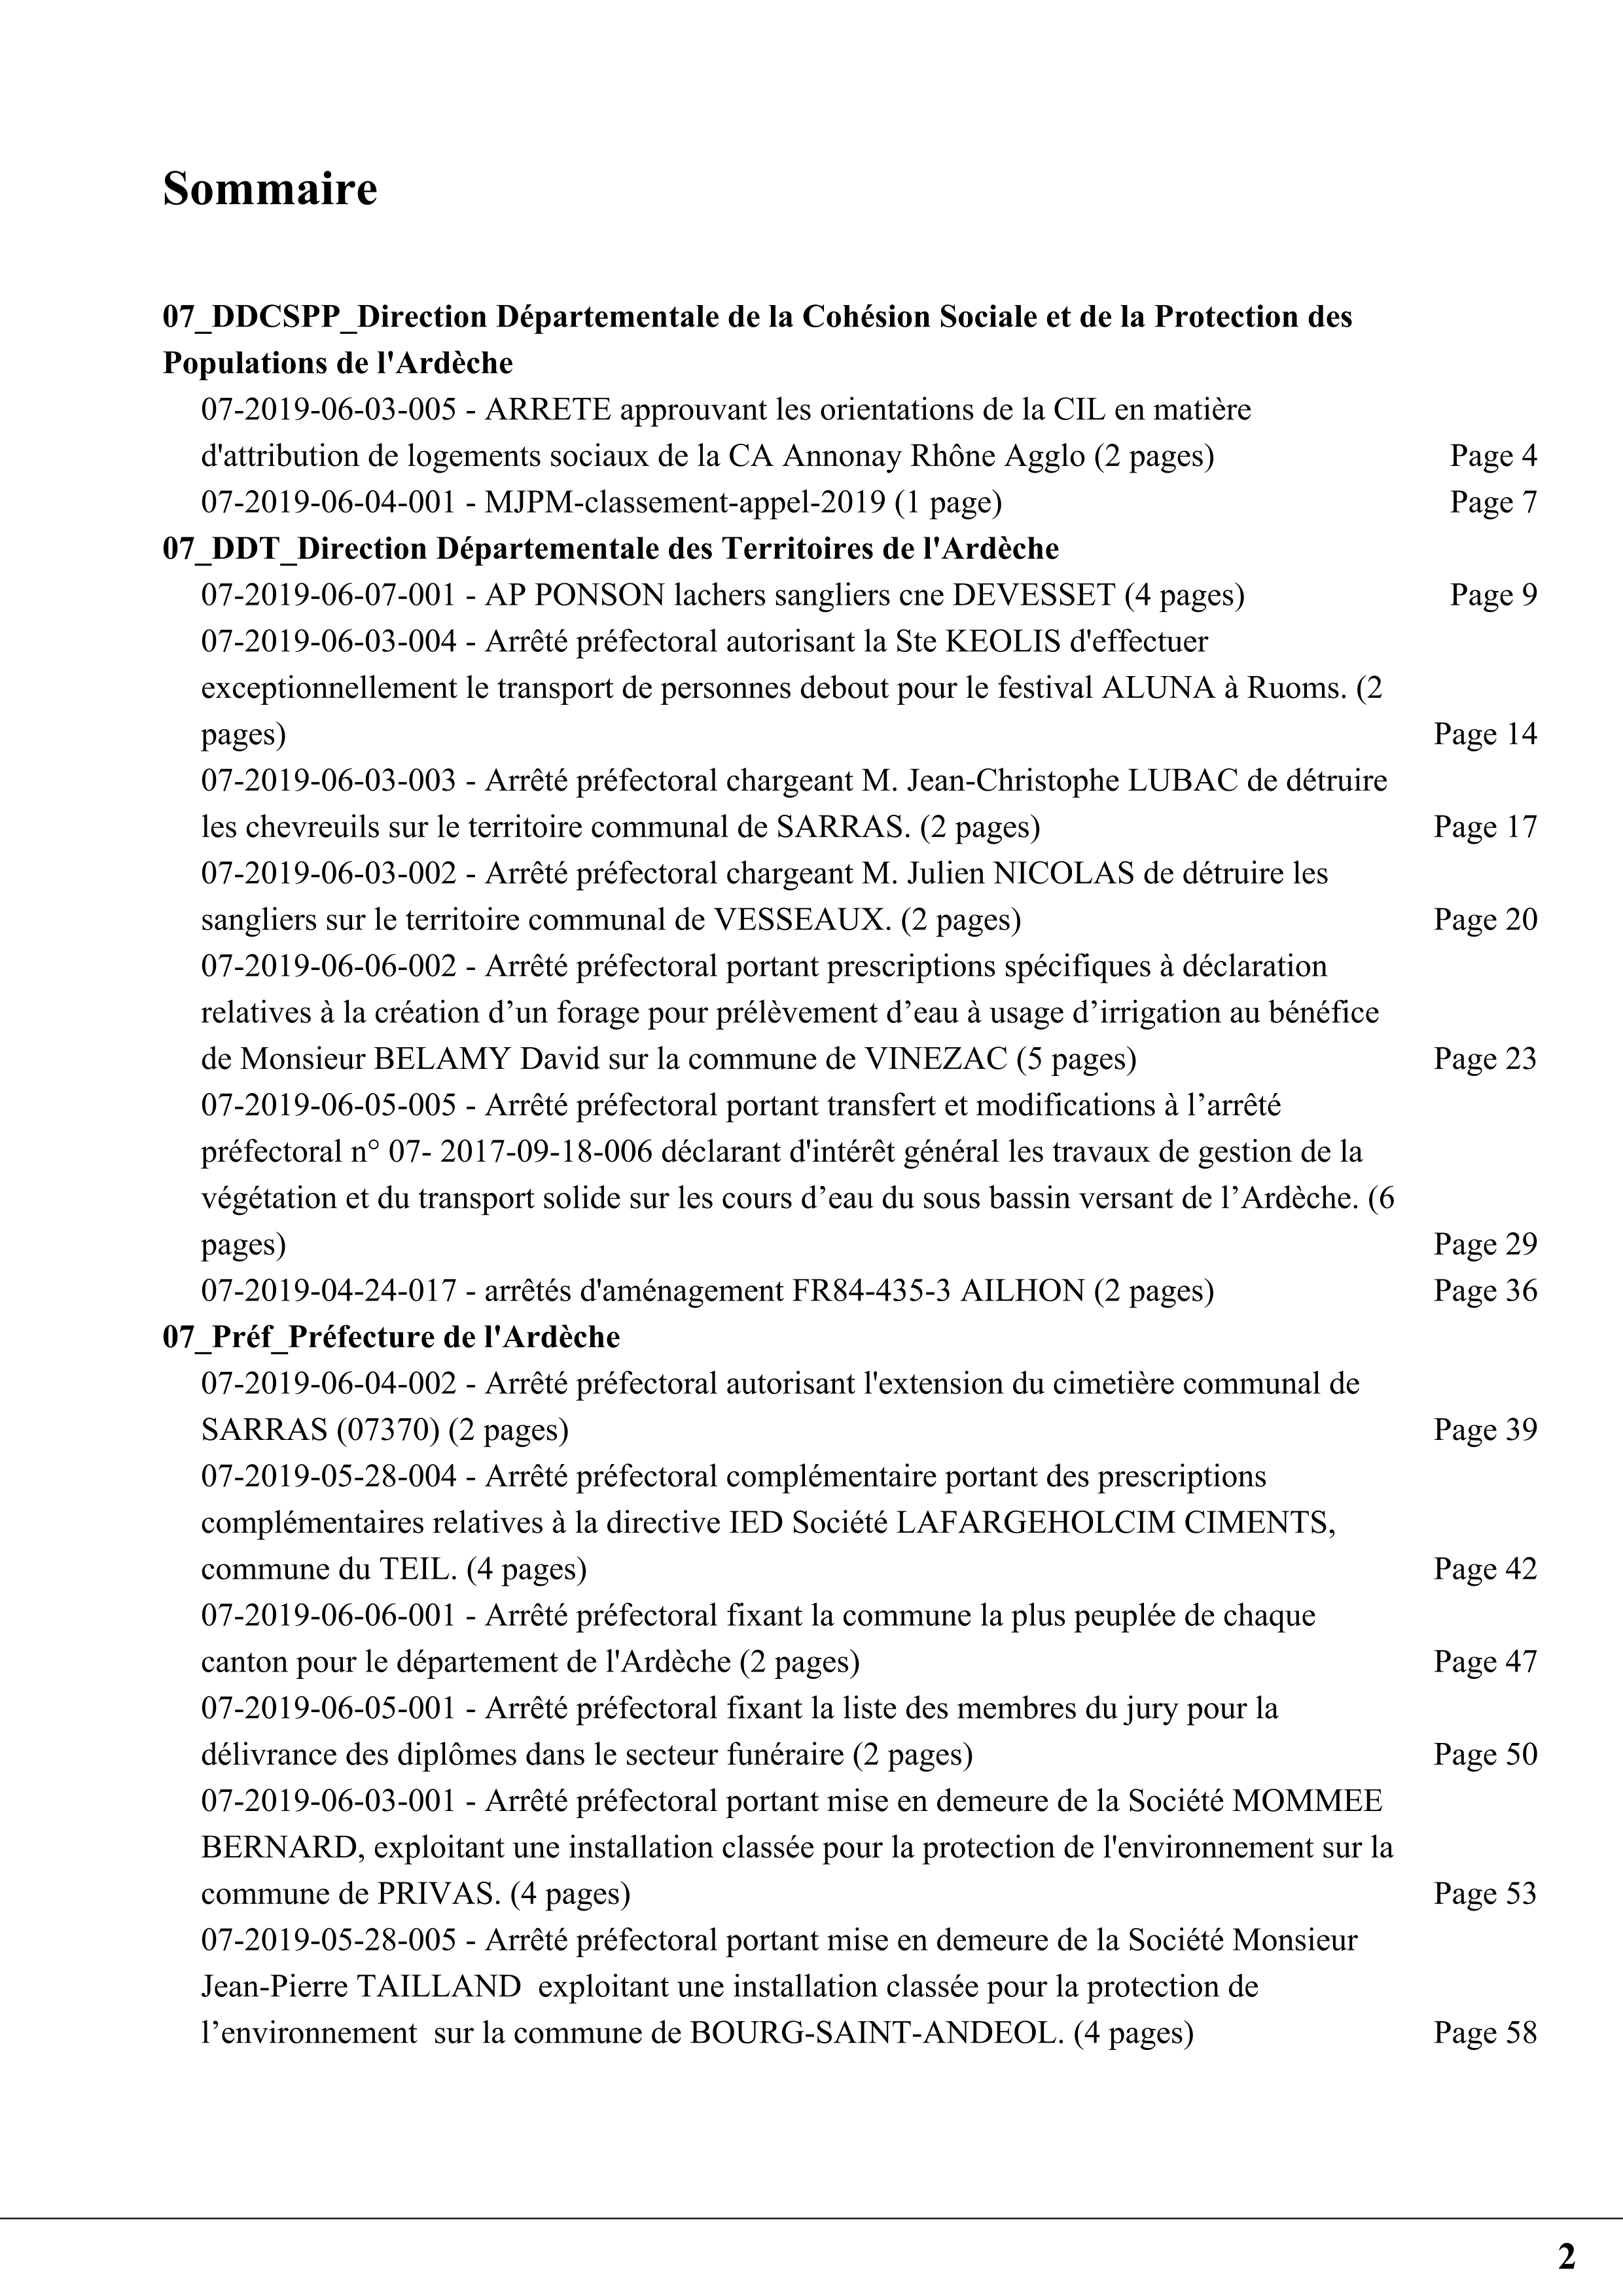 Sommaire
07_DDCSPP_Direction Départementale de la Cohésion Sociale et de la Protection des
Populations de l'Ardèche
07-2019-06-03-005 - ARRETE approuvant les orientations de la CIL en matière
d'attribution de logements sociaux de la CA Annonay Rhône Agglo (2 pages) Page 4
07-2019-06-04-001 - MJPM-classement-appel-2019 (1 page) Page 7
07_DDT_Direction Départementale des Territoires de l'Ardèche
07-2019-06-07-001 - AP PONSON lachers sangliers cne DEVESSET (4 pages) Page 9
07-2019-06-03-004 - Arrêté préfectoral autorisant la Ste KEOLIS d'effectuer
exceptionnellement le transport de personnes debout pour le festival ALUNA à Ruoms. (2
pages) Page 14
07-2019-06-03-003 - Arrêté préfectoral chargeant M. Jean-Christophe LUBAC de détruire
les chevreuils sur le territoire communal de SARRAS. (2 pages) Page 17
07-2019-06-03-002 - Arrêté préfectoral chargeant M. Julien NICOLAS de détruire les
sangliers sur le territoire communal de VESSEAUX. (2 pages) Page 20
07-2019-06-06-002 - Arrêté préfectoral portant prescriptions spécifiques à déclaration
relatives à la création d’un forage pour prélèvement d’eau à usage d’irrigation au bénéfice
de Monsieur BELAMY David sur la commune de VINEZAC (5 pages) Page 23
07-2019-06-05-005 - Arrêté préfectoral portant transfert et modifications à l’arrêté
préfectoral n° 07- 2017-09-18-006 déclarant d'intérêt général les travaux de gestion de la
végétation et du transport solide sur les cours d’eau du sous bassin versant de l’Ardèche. (6
pages) Page 29
07-2019-04-24-017 - arrêtés d'aménagement FR84-435-3 AILHON (2 pages) Page 36
07_Préf_Préfecture de l'Ardèche
07-2019-06-04-002 - Arrêté préfectoral autorisant l'extension du cimetière communal de
SARRAS (07370) (2 pages) Page 39
07-2019-05-28-004 - Arrêté préfectoral complémentaire portant des prescriptions
complémentaires relatives à la directive IED Société LAFARGEHOLCIM CIMENTS,
commune du TEIL. (4 pages) Page 42
07-2019-06-06-001 - Arrêté préfectoral fixant la commune la plus peuplée de chaque
canton pour le département de l'Ardèche (2 pages) Page 47
07-2019-06-05-001 - Arrêté préfectoral fixant la liste des membres du jury pour la
délivrance des diplômes dans le secteur funéraire (2 pages) Page 50
07-2019-06-03-001 - Arrêté préfectoral portant mise en demeure de la Société MOMMEE
BERNARD, exploitant une installation classée pour la protection de l'environnement sur la
commune de PRIVAS. (4 pages) Page 53
07-2019-05-28-005 - Arrêté préfectoral portant mise en demeure de la Société Monsieur
Jean-Pierre TAILLAND  exploitant une installation classée pour la protection de
l’environnement  sur la commune de BOURG-SAINT-ANDEOL. (4 pages) Page 58
2